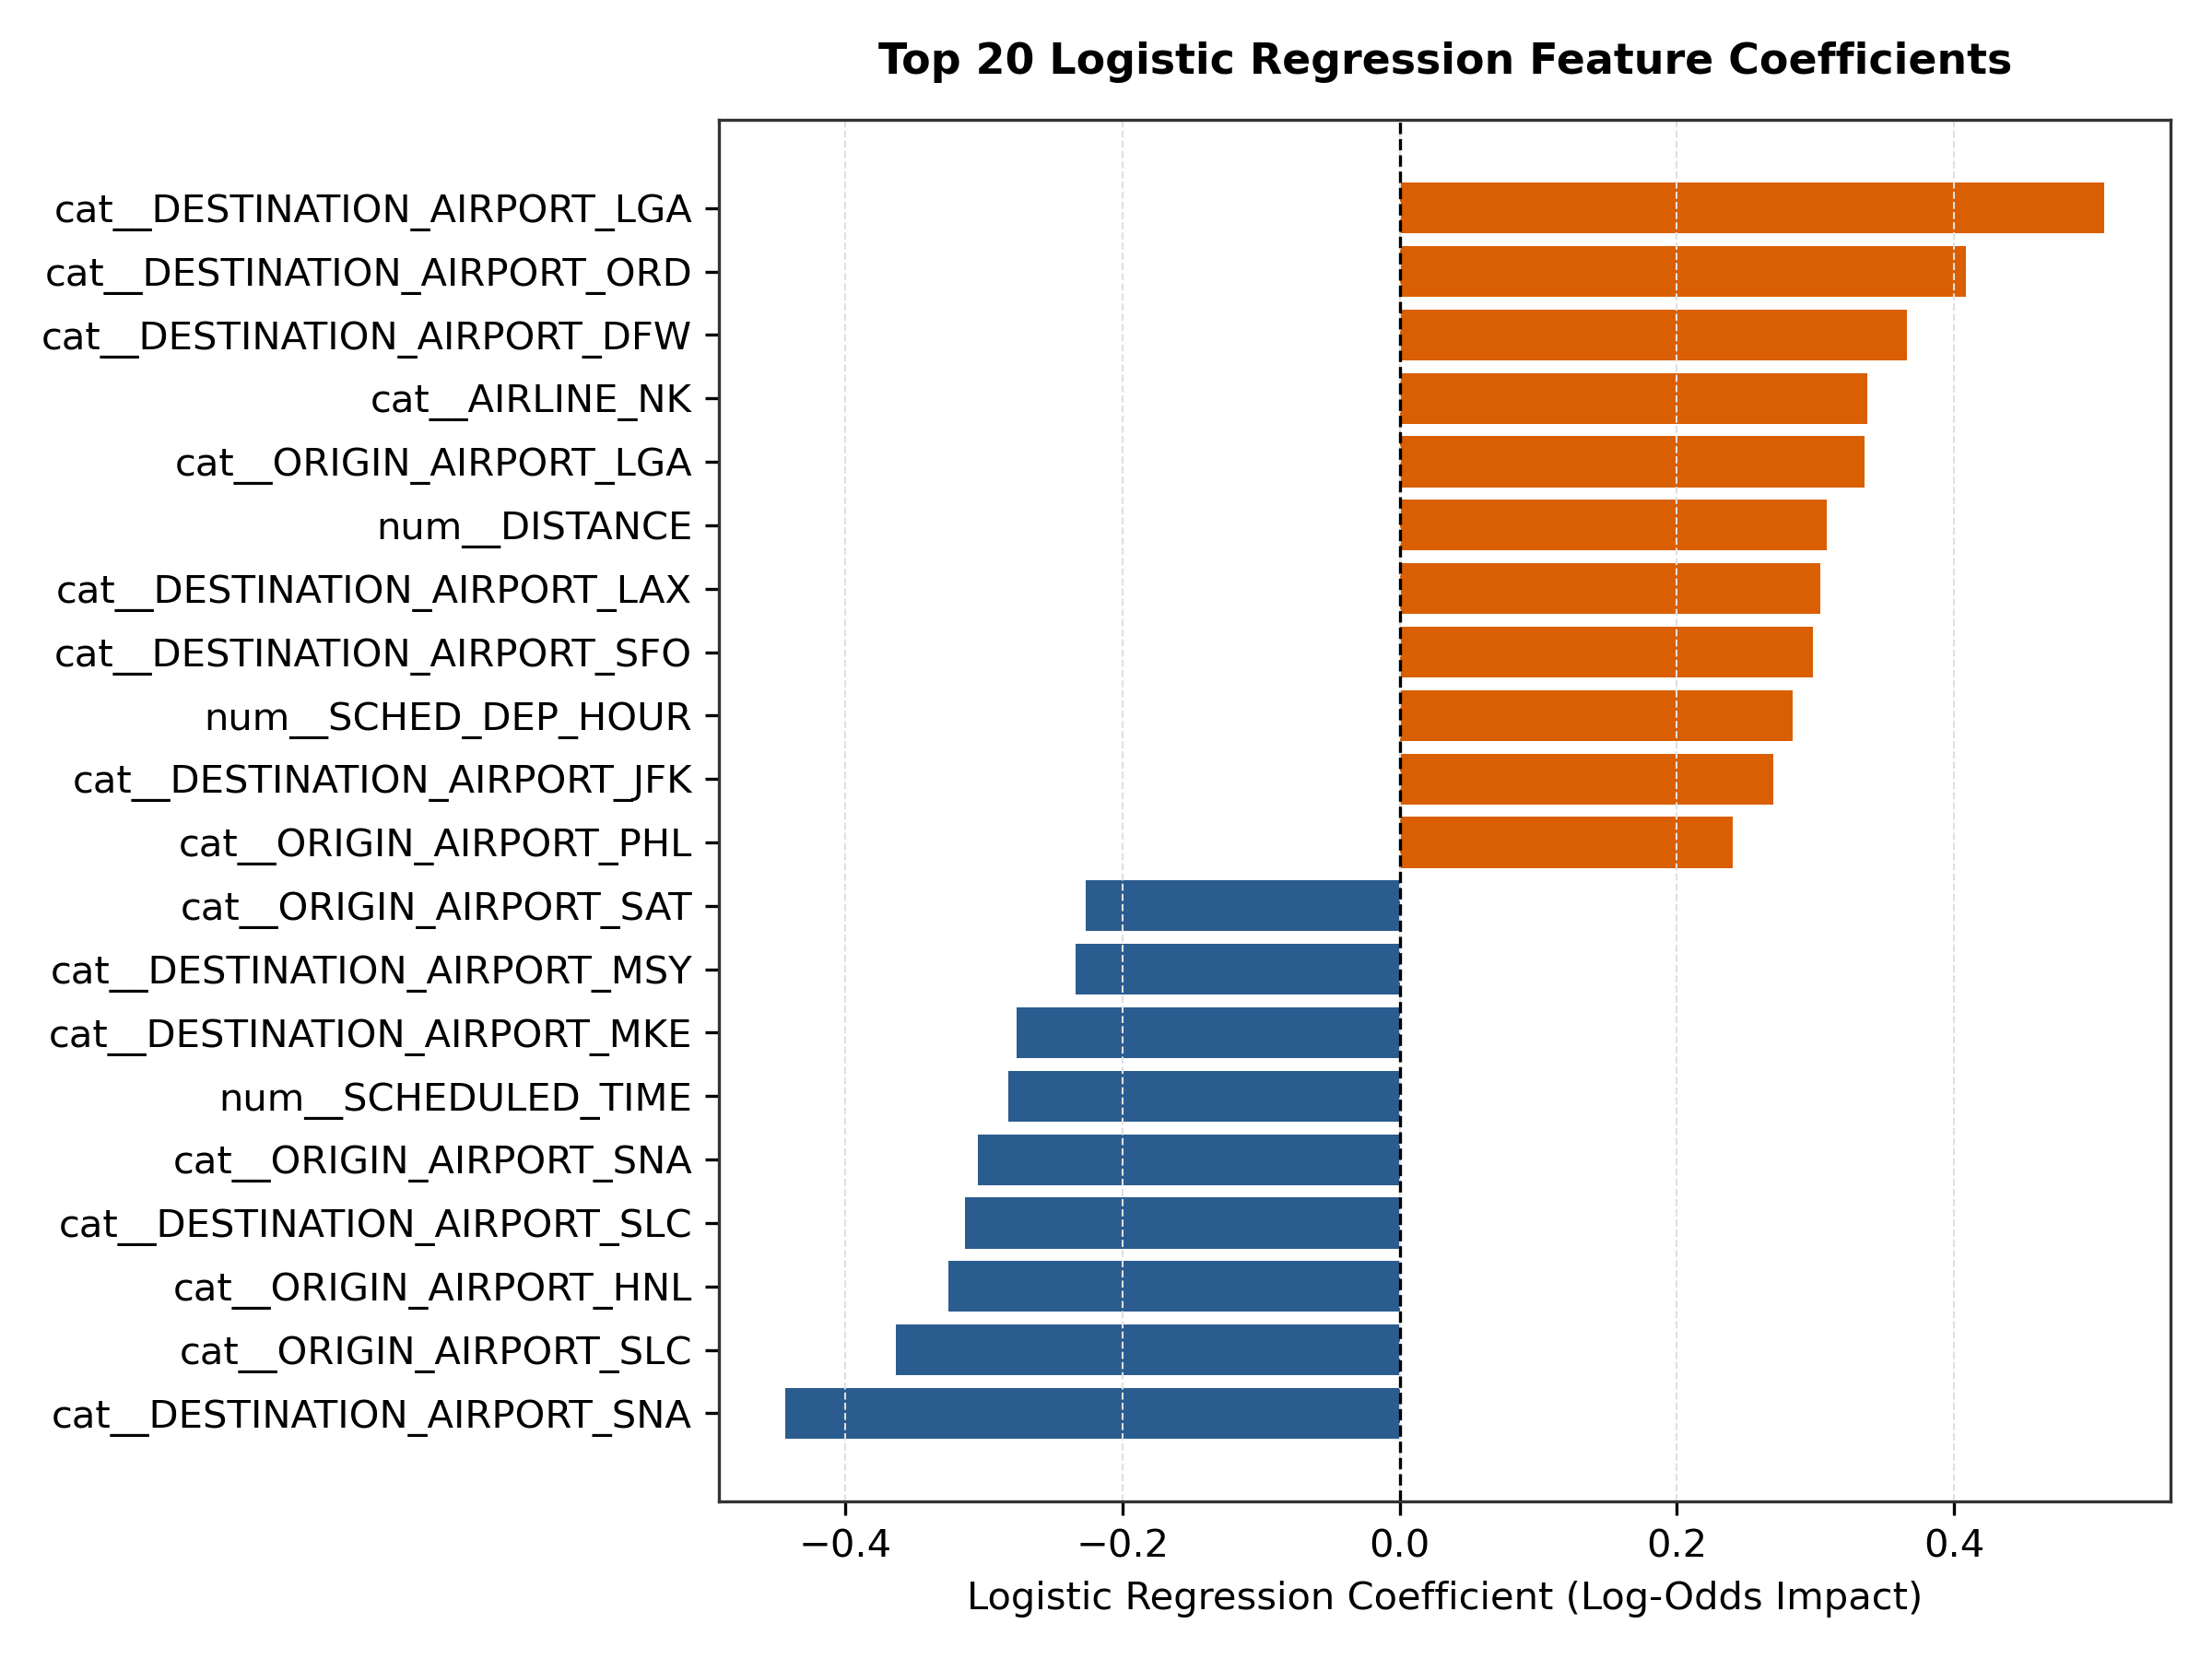 Top 20 Logistic Regression Feature Coefficients
cat__DESTINATION_AIRPORT_LGA
cat__DESTINATION_AIRPORT_ORD
cat__DESTINATION_AIRPORT_DFW
cat__AIRLINE_NK
cat__ORIGIN_AIRPORT_LGA
num__DISTANCE
cat__DESTINATION_AIRPORT_LAX
cat__DESTINATION_AIRPORT_SFO
num__SCHED_DEP_HOUR
cat__DESTINATION_AIRPORT_JFK
cat__ORIGIN_AIRPORT_PHL
cat__ORIGIN_AIRPORT_SAT
cat__DESTINATION_AIRPORT_MSY
cat__DESTINATION_AIRPORT_MKE
num__SCHEDULED_TIME
cat__ORIGIN_AIRPORT_SNA
cat__DESTINATION_AIRPORT_SLC
cat__ORIGIN_AIRPORT_HNL
cat__ORIGIN_AIRPORT_SLC
cat__DESTINATION_AIRPORT_SNA
−0.4 −0.2 0.0 0.2 0.4
Logistic Regression Coefficient (Log-Odds Impact)